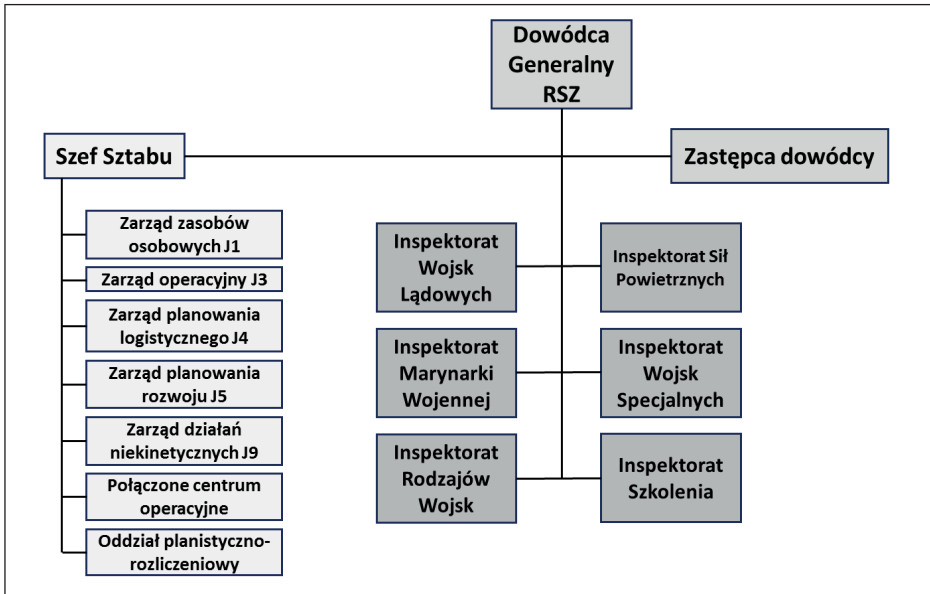 Dowódca
Generalny
RSZ
Szef Sztabu
Zastępca dowódcy
Zarząd zasobów
osobowych J1
Zarząd operacyjny J3
Zarząd planowania
logistycznego J4
Zarząd planowania
rozwoju J5
Zarząd działań
niekinetycznych J9
Połączone centrum
operacyjne
Oddział planistyczno-
rozliczeniowy
Inspektorat
Wojsk
Lądowych
Inspektorat Sił
Powietrznych
Inspektorat
Marynarki
Wojennej
Inspektorat
Wojsk
Specjalnych
Inspektorat
Rodzajów
Wojsk
Inspektorat
Szkolenia